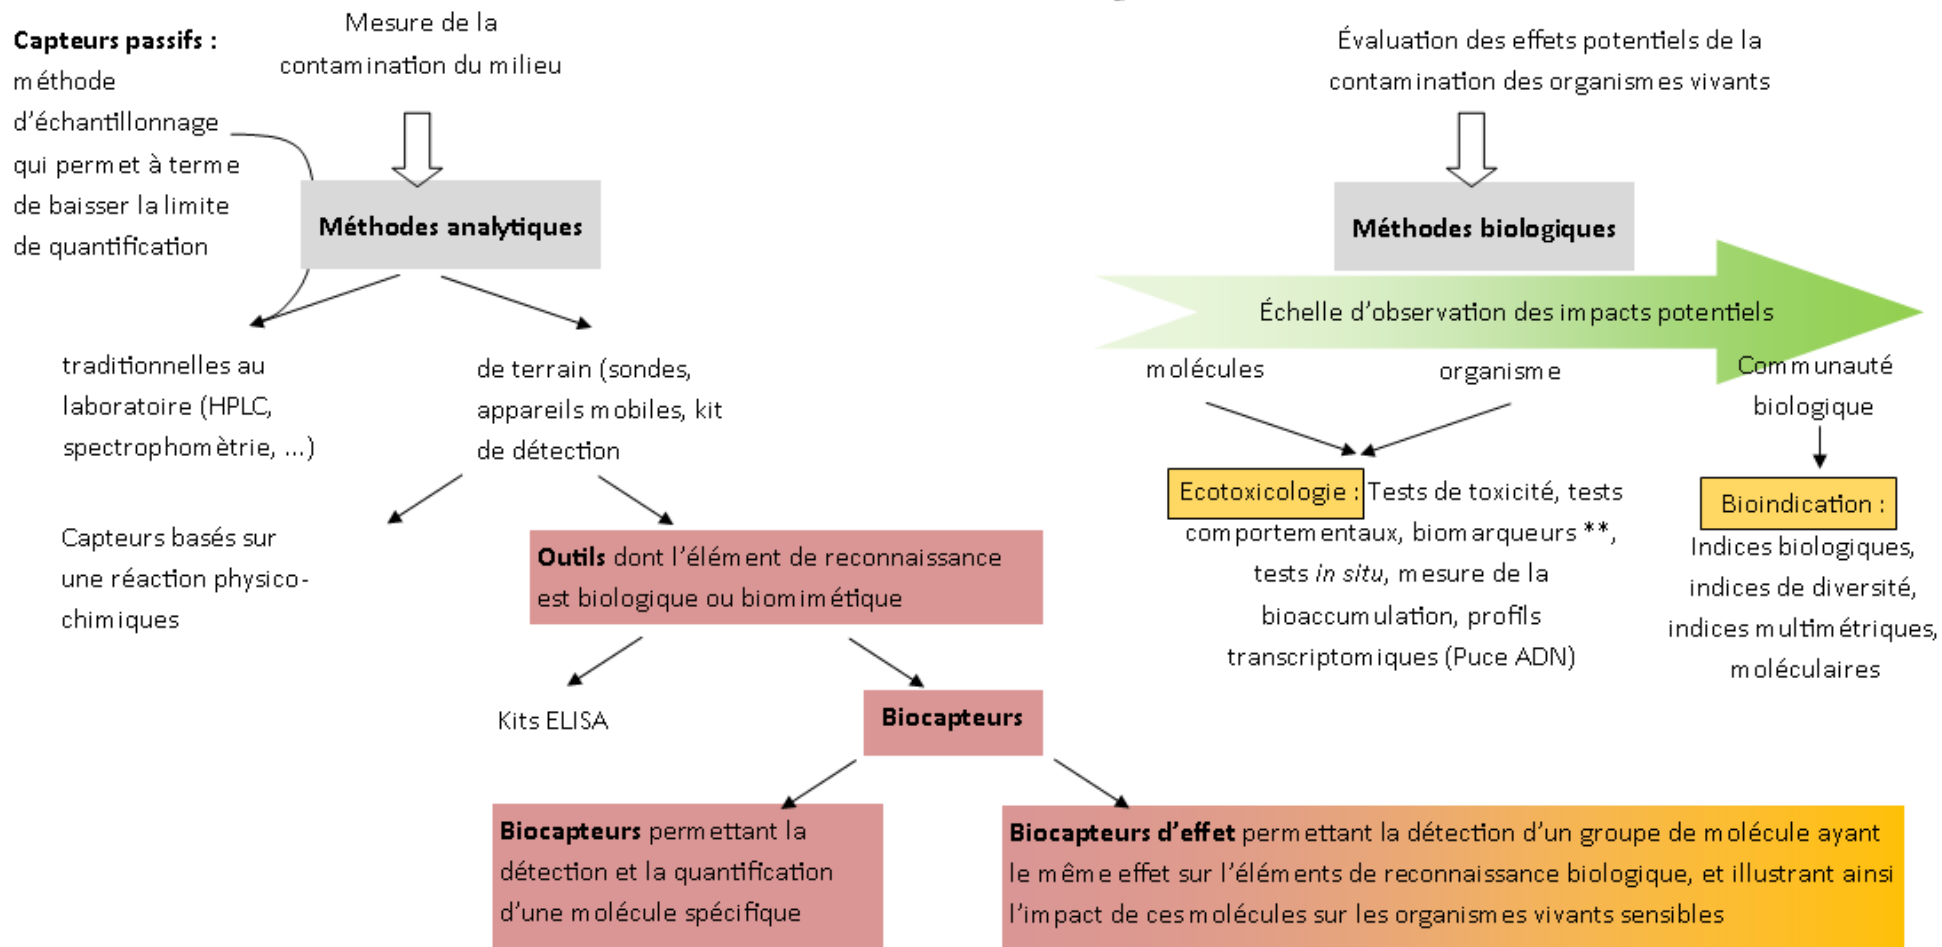 Capteurs passifs :
méthode
d'échantillonnage
qui permet à terme
de baisser la limite
de quantification
Mesure de la
contamination du milieu
Méthodes analytiques
traditionnelles au
laboratoire (HPLC,
spectrophomètrie, ...)
de terrain (sondes,
appareils mobiles, kit
de détection
Capteurs basés sur
une réaction physico-
chimiques
Outils dont l'élément de reconnaissance
est biologique ou biomimétique
Kits ELISA
Biocapteurs
Biocapteurs permettant la
détection et la quantification
d'une molécule spécifique
Biocapteurs d'effet permettant la détection d'un groupe de molécule ayant
le même effet sur l'éléments de reconnaissance biologique, et illustrant ainsi
l'impact de ces molécules sur les organismes vivants sensibles
Évaluation des effets potentiels de la
contamination des organismes vivants
Méthodes biologiques
Échelle d'observation des impacts potentiels
molécules
organisme
Communauté
biologique
Ecotoxicologie : Tests de toxicité, tests
comportementaux, biomarqueurs **,
tests in situ, mesure de la
bioaccumulation, profils
transcriptomiques (Puce ADN)
Bioindication :
Indices biologiques,
indices de diversité,
indices multimétriques,
moléculaires